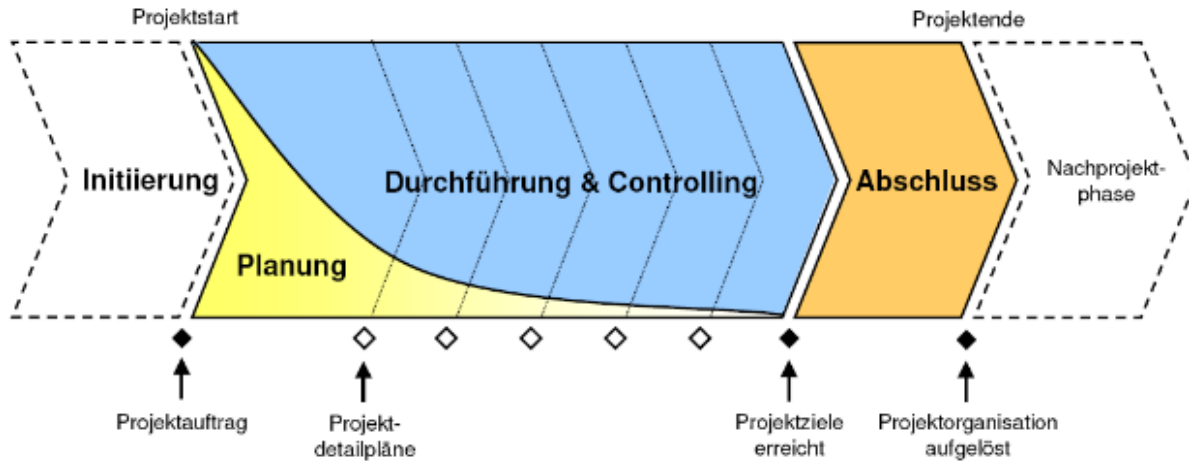 Projektstart
Projektende
Initiierung
Planung
Durchführung & Controlling
Abschluss
Nachprojekt-
phase
Projektauftrag
Projekt-
detailpläne
Projektziele
erreicht
Projektorganisation
aufgelöst